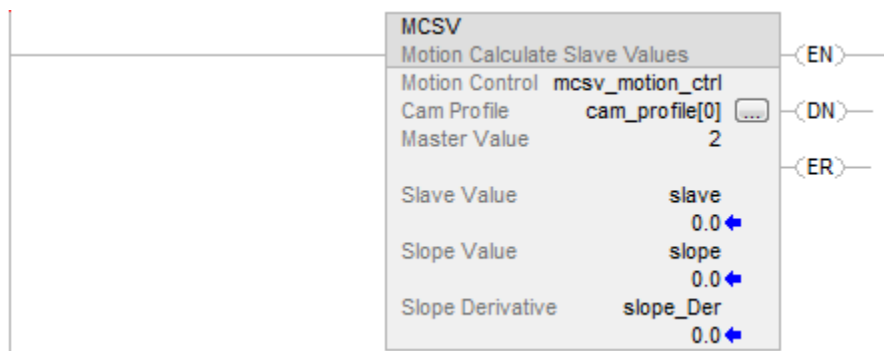 MCSV
Motion Calculate Slave Values
EN
Motion Control mcsv_motion_ctrl
Cam Profile cam_profile[0] ...
DN
Master Value 2
ER
Slave Value slave
0.0
Slope Value slope
0.0
Slope Derivative slope_Der
0.0